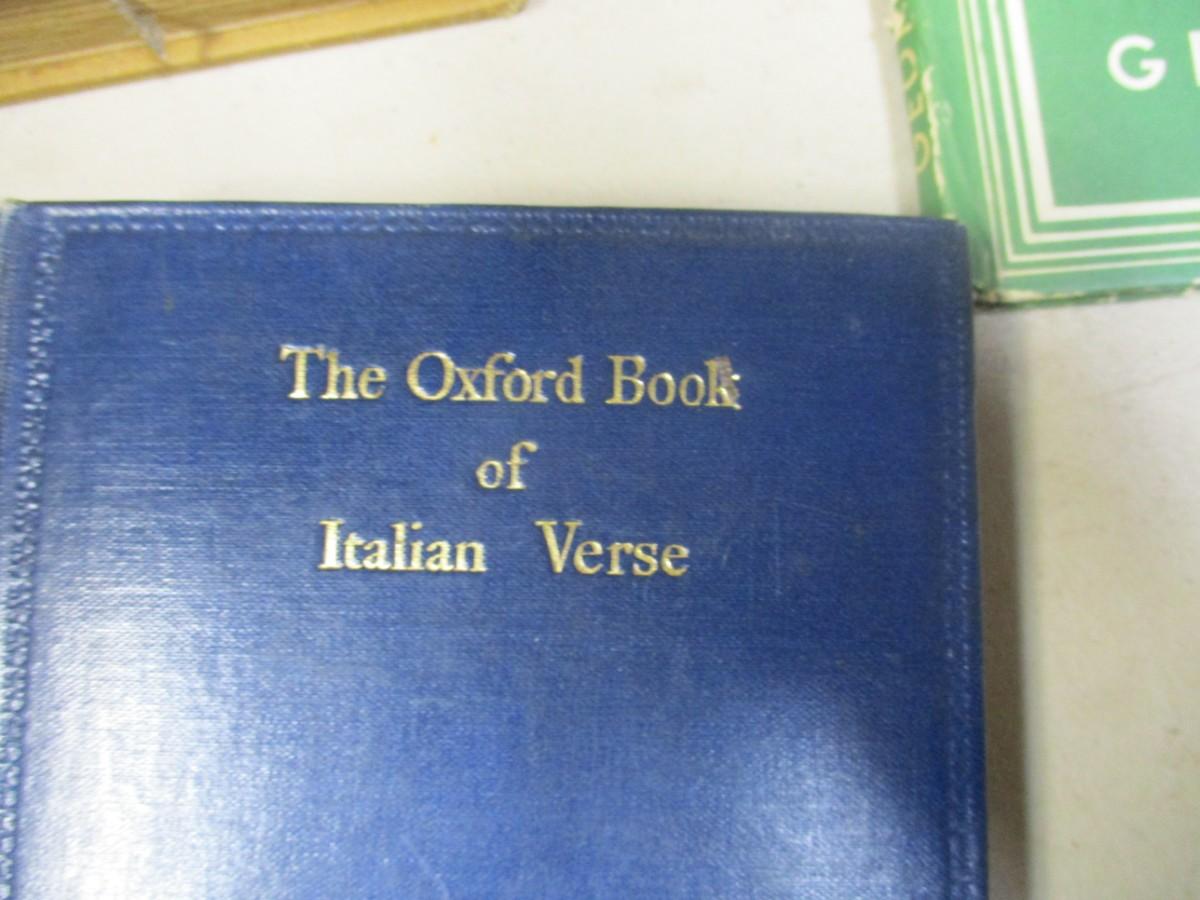 The Oxford Book
of
Italian Verse